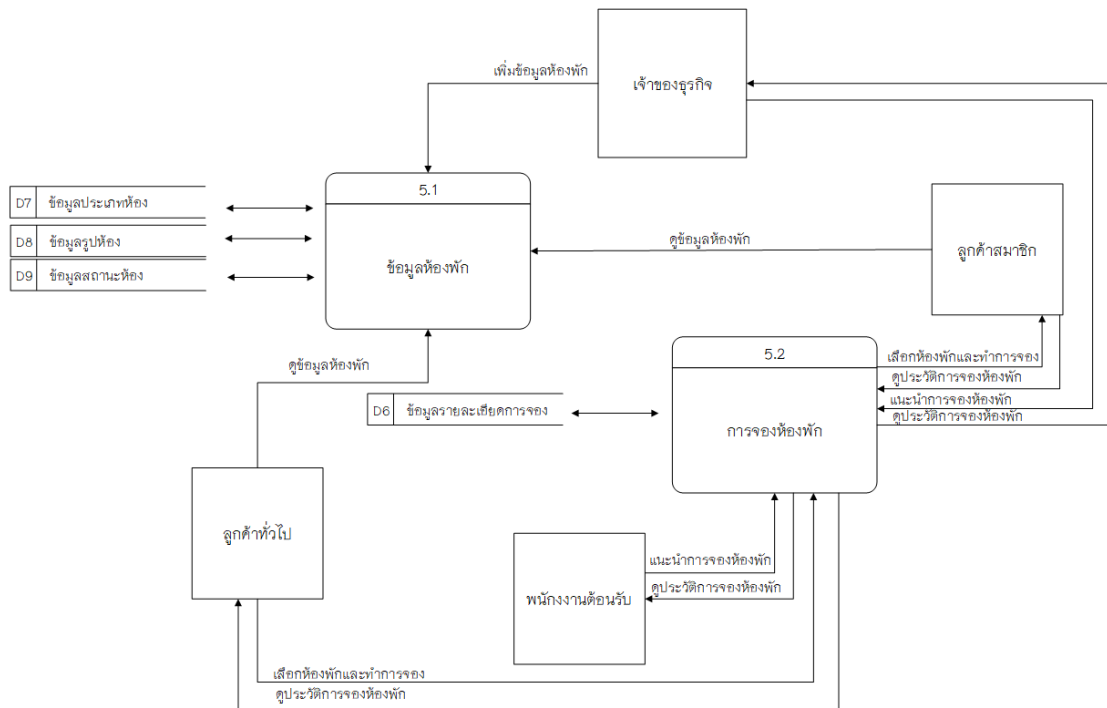 เพิ่มข้อมูลห้องพัก
เจ้าของธุรกิจ
5.1
ข้อมูลห้องพัก
D7 ข้อมูลประเภทห้อง
D8 ข้อมูลรูปห้อง
D9 ข้อมูลสถานะห้อง
ดูข้อมูลห้องพัก
ลูกค้าสมาชิก
5.2
การจองห้องพัก
เลือกห้องพักและทำการจอง
ดูประวัติการจองห้องพัก
แนะนำการจองห้องพัก
ดูประวัติการจองห้องพัก
ดูข้อมูลห้องพัก
D6 ข้อมูลรายละเอียดการจอง
ลูกค้าทั่วไป
พนักงงานต้อนรับ
แนะนำการจองห้องพัก
ดูประวัติการจองห้องพัก
เลือกห้องพักและทำการจอง
ดูประวัติการจองห้องพัก